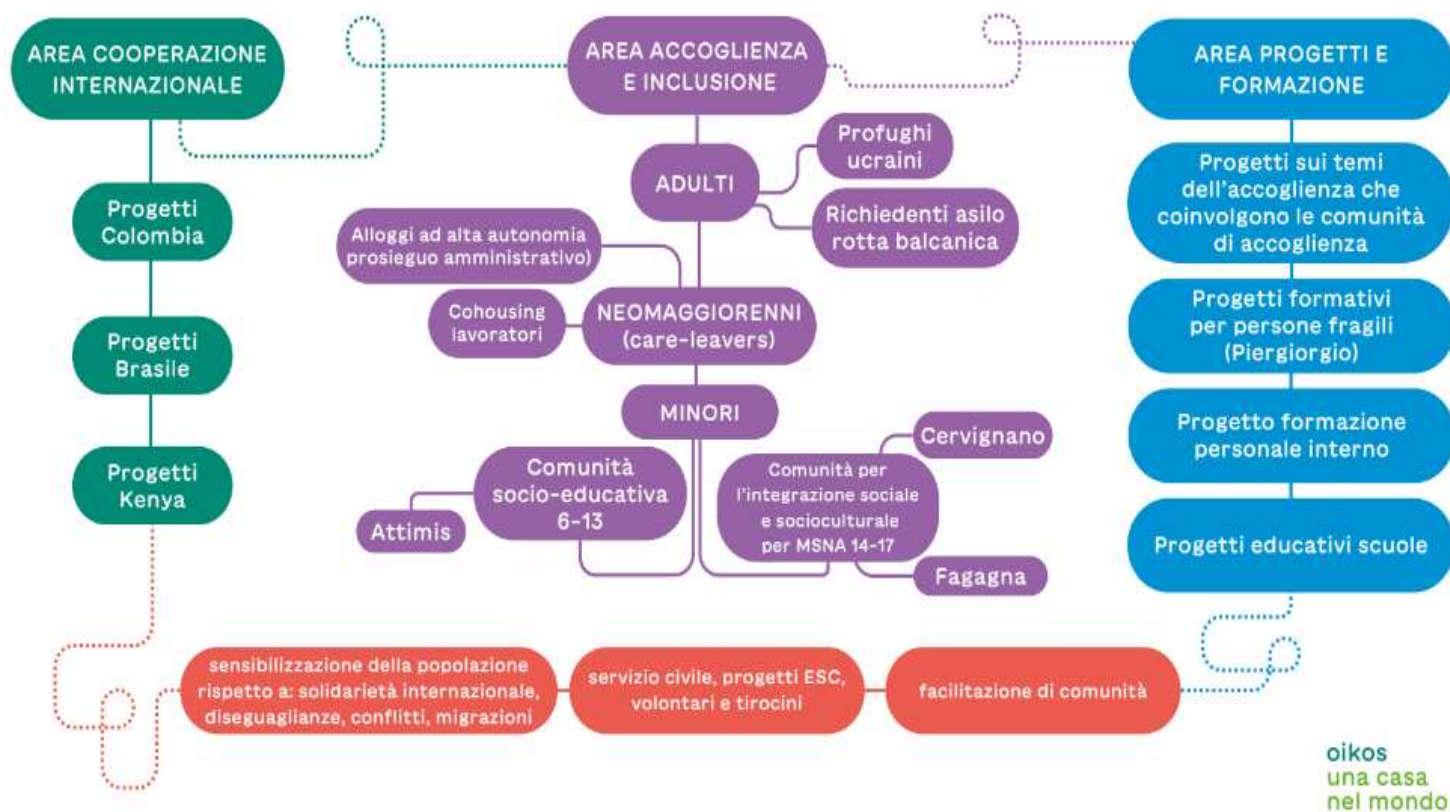 AREA COOPERAZIONE
INTERNAZIONALE
Progetti
Colombia
Progetti
Brasile
Progetti
Kenya
AREA ACCOGLIENZA
E INCLUSIONE
ADULTI
Profughi
ucraini
Richiedenti asilo
rotta balcanica
Alloggi ad alta autonomia
prosieguo amministrativo)
Cohousing
lavoratori
NEOMAGGIORENNI
(care-leavers)
MINORI
Comunità
socio-educativa
6-13
Attimis
Cervignano
Comunità per
l'integrazione sociale
e socioculturale
per MSNA 14-17
Fagagna
AREA PROGETTI E
FORMAZIONE
Progetti sui temi
dell'accoglienza che
coinvolgono le comunità
di accoglienza
Progetti formativi
per persone fragili
(Piergiorgio)
Progetto formazione
personale interno
Progetti educativi scuole
sensibilizzazione della popolazione
rispetto a: solidarietà internazionale,
diseguaglianze, conflitti, migrazioni
servizio civile, progetti ESC,
volontari e tirocini
facilitazione di comunità
oikos
una casa
nel mondo